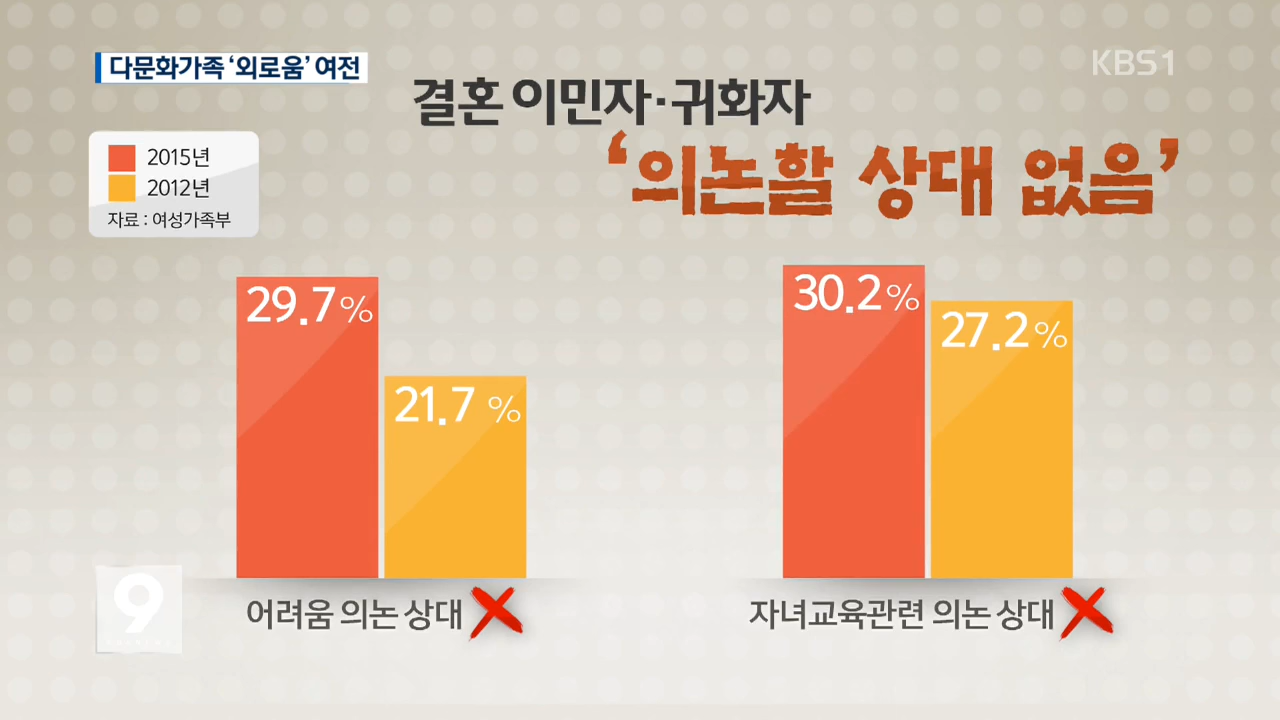 다문화가족 ‘외로움’ 여전
KBS1
결혼 이민자·귀화자
‘의논할 상대 없음’
2015년
2012년
자료 : 여성가족부
29.7%
21.7 %
30.2%
27.2%
어려움 의논 상대
자녀교육관련 의논 상대
9